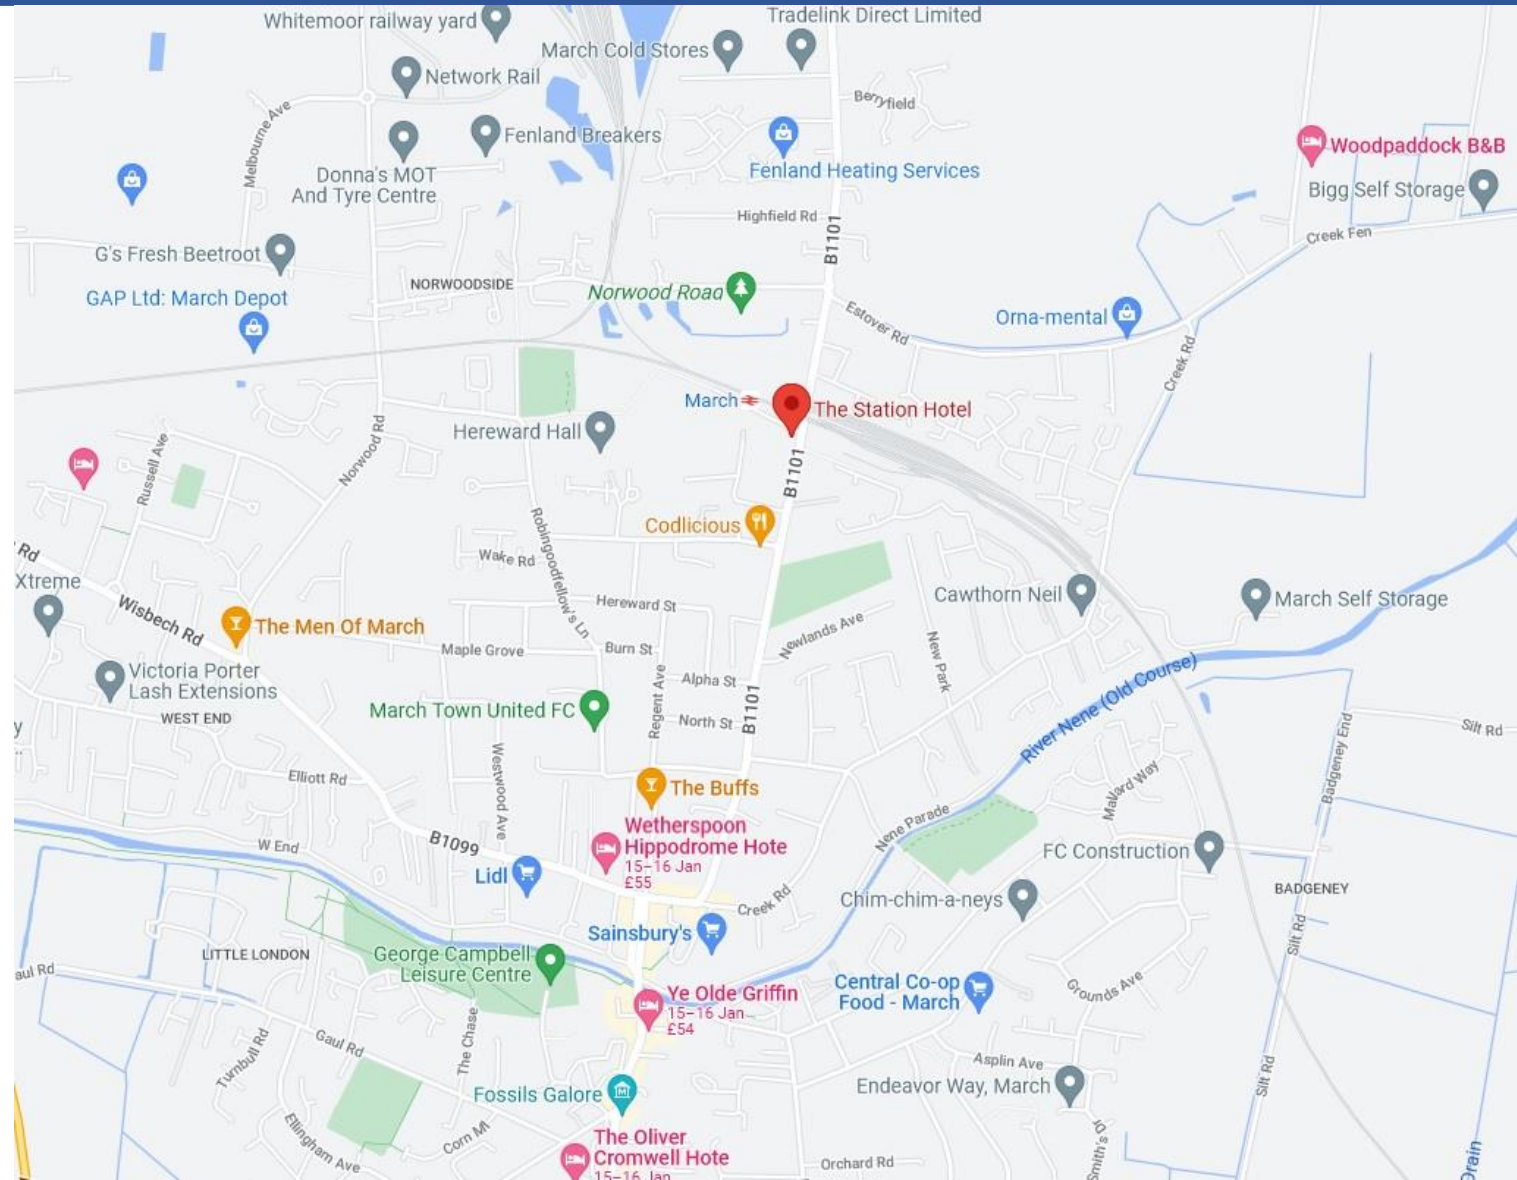 Whitemoor railway yard
Tradelink Direct Limited
March Cold Stores
Network Rail
Berryfield
Melbourne Ave
Fenland Breakers
Woodpaddock B&B
Donna's MOT
And Tyre Centre
Fenland Heating Services
Bigg Self Storage
Highfield Rd
B1101
Creek Fen
G's Fresh Beetroot
NORWOODSIDE
Norwood Road
GAP Ltd: March Depot
Estover Rd
Orna-mental
Creek Rd
March
The Station Hotel
Hereward Hall
Norwood Rd
Russell Ave
B1101
Codlicious
Robingoodfellow's Ln
Rd
Wake Rd
Xtreme
Wisbech Rd
Hereward St
Cawthorn Neil
March Self Storage
The Men Of March
Newlands Ave
Maple Grove
Burn St
New Park
Victoria Porter
Lash Extensions
Alpha St
River Nene (Old Course)
WEST END
March Town United FC
Regent Ave
North St
B1101
y
Silt Rd
Badgeney End
Elliott Rd
Westwood Ave
The Buffs
Mallard Way
Nene Parade
Wetherspoon
Hippodrome Hote
15–16 Jan
£55
W End
B1099
Lidl
FC Construction
BADGENEY
Chim-chim-a-neys
Creek Rd
Sainsbury's
Silt Rd
LITTLE LONDON
George Campbell
Leisure Centre
aul Rd
Central Co-op
Food - March
Grounds Ave
Ye Olde Griffin
15–16 Jan
£54
The Chase
Gaul Rd
Turnbull Rd
Asplin Ave
Endeavor Way, March
Silt Rd
Fossils Galore
Ellingham Ave
Corn Ml
The Oliver
Cromwell Hote
15–16 Jan
Orchard Rd
Smith's Dr
Drain